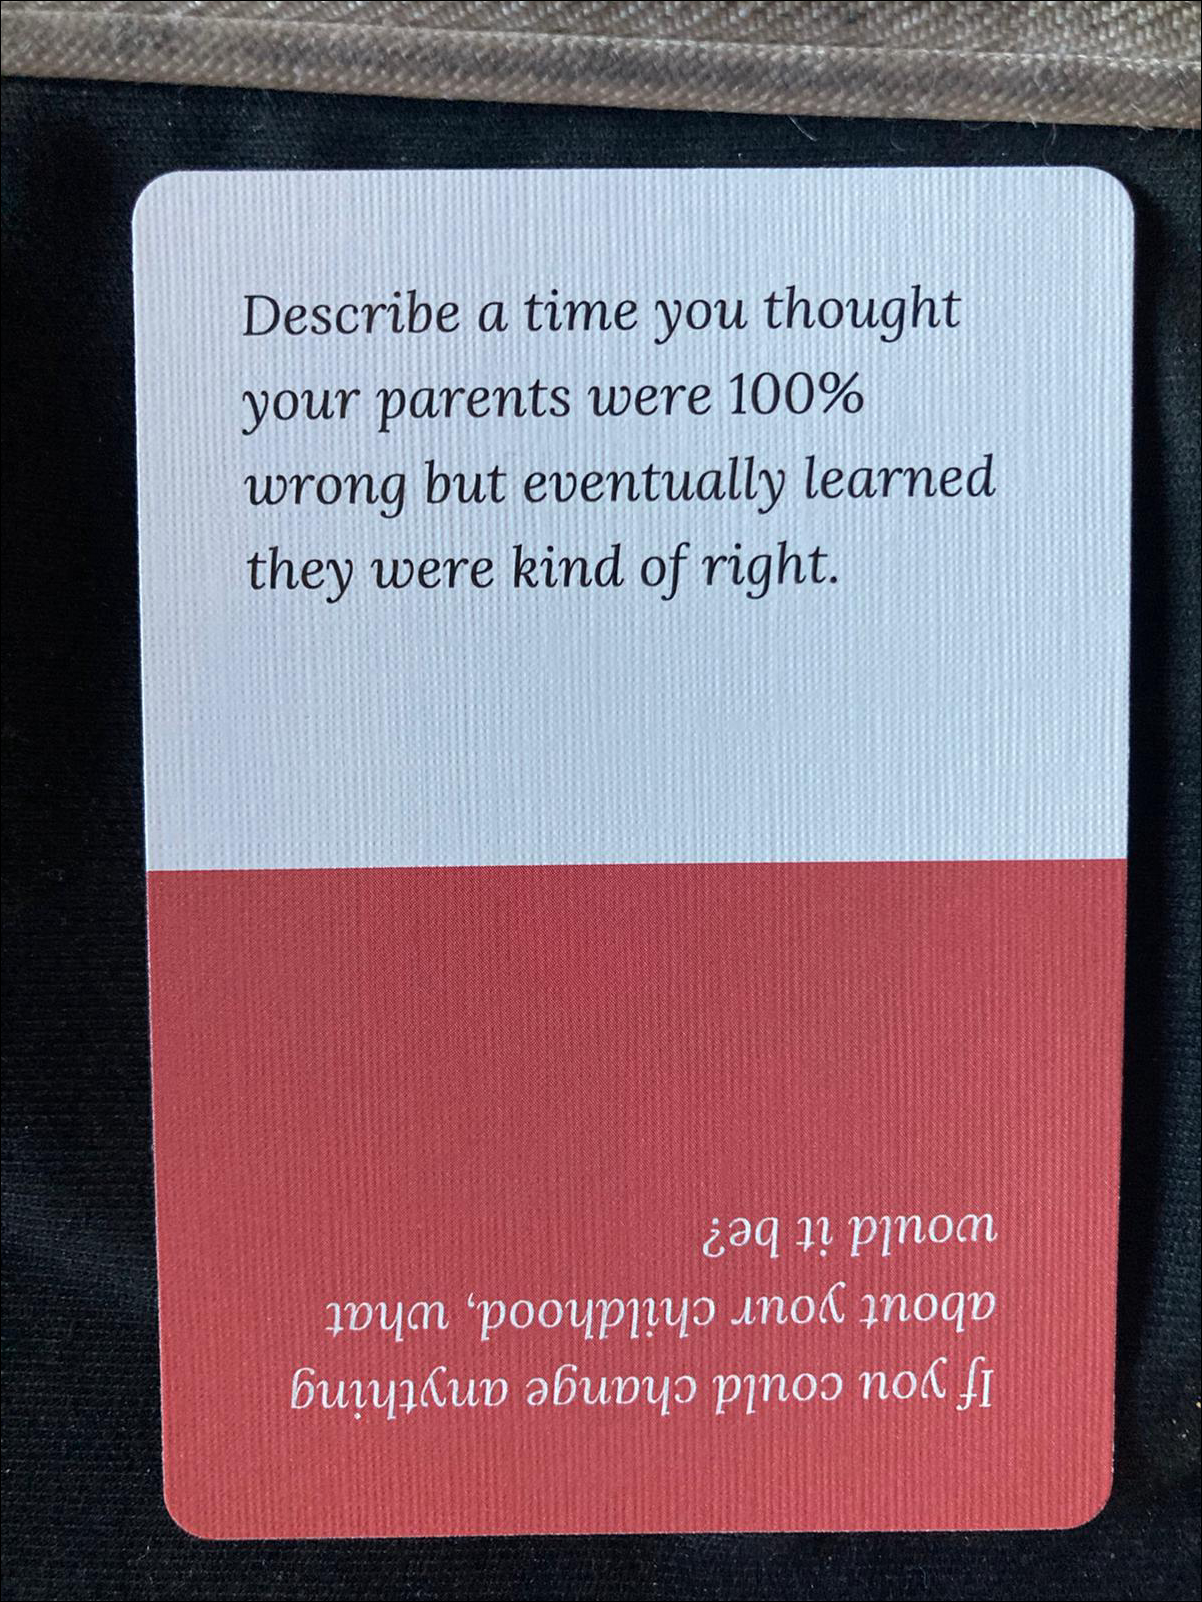 Describe a time you thought
your parents were 100%
wrong but eventually learned
they were kind of right.
If you could change anything
about your childhood, what
would it be?